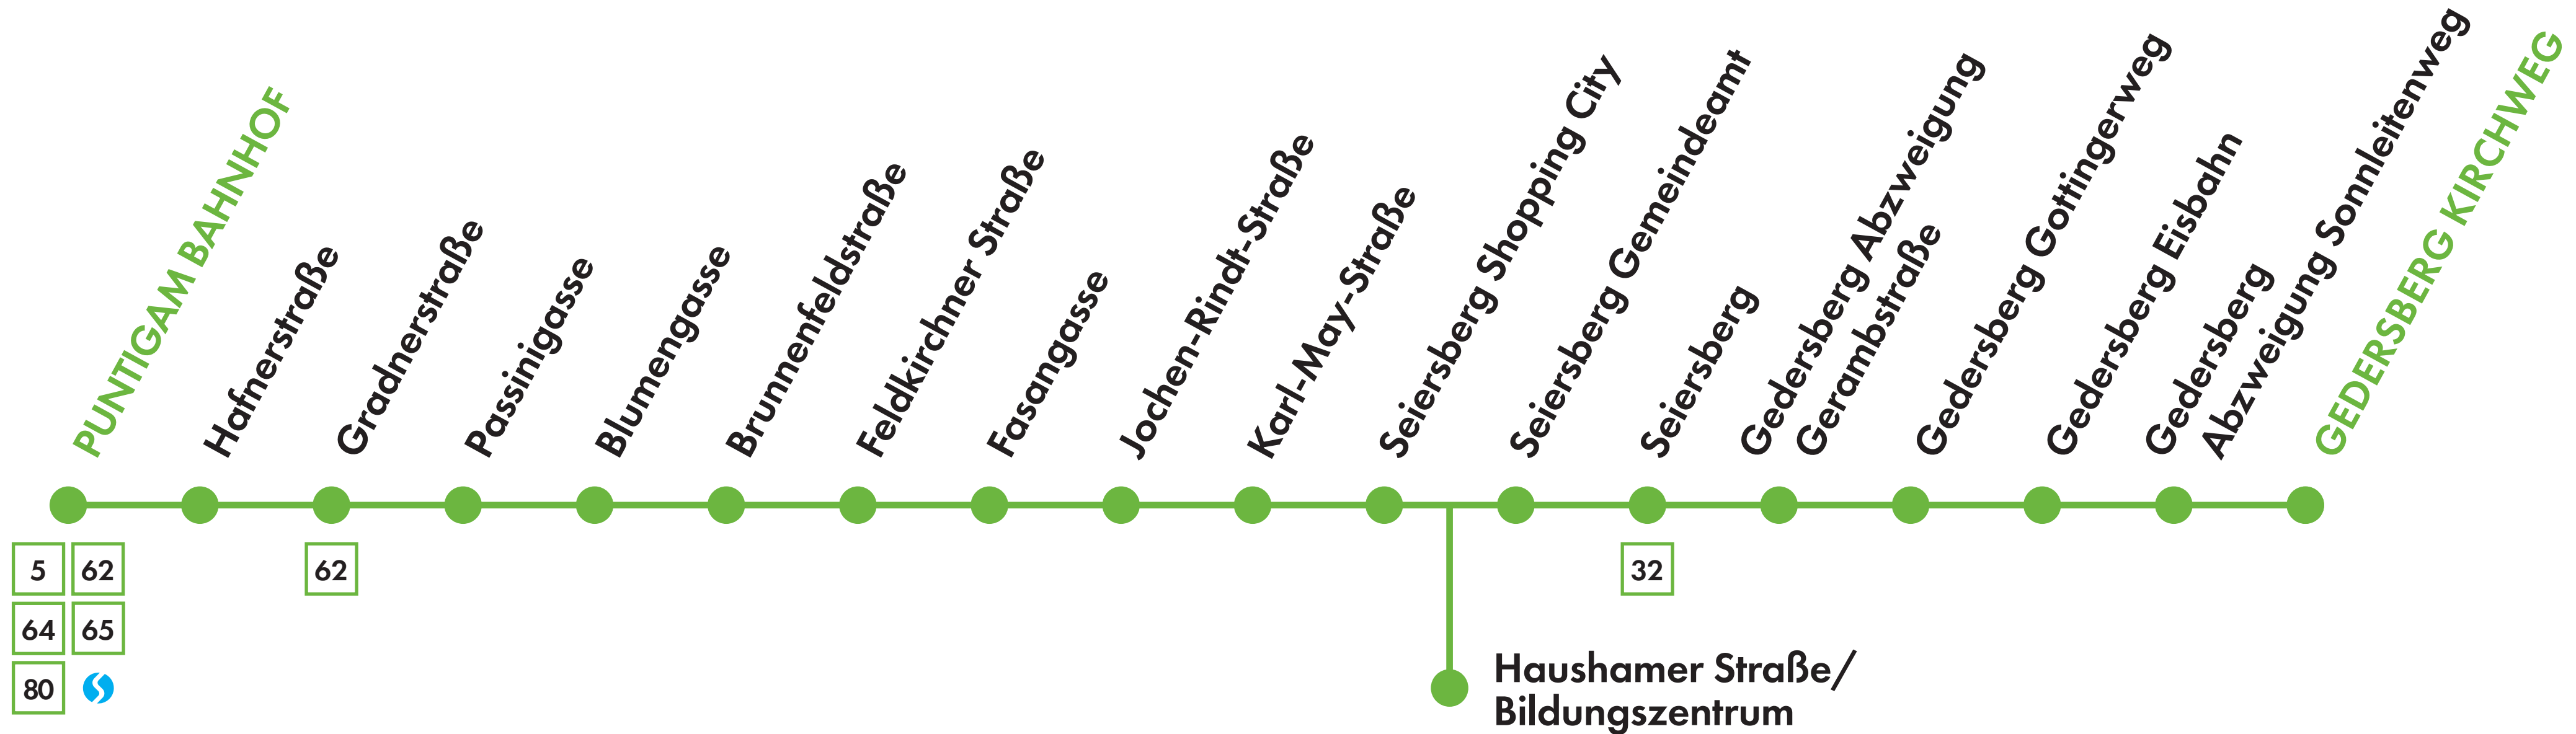 PUNTIGAM BAHNHOF
Hafnerstraße
Gradnerstraße
Passinigasse
Blumengasse
Brunnenfeldstraße
Feldkirchner Straße
Fasangasse
Jochen-Rindt-Straße
Karl-May-Straße
Seiersberg Shopping City
Seiersberg Gemeindeamt
Seiersberg
Gedersberg Abzweigung
Gerambstraße
Gedersberg Gottingerweg
Gedersberg Eisbahn
Gedersberg
Abzweigung Sonnleitenweg
GEDERSBERG KIRCHWEG
5 62
64 65
80
62
32
Haushamer Straße/
Bildungszentrum